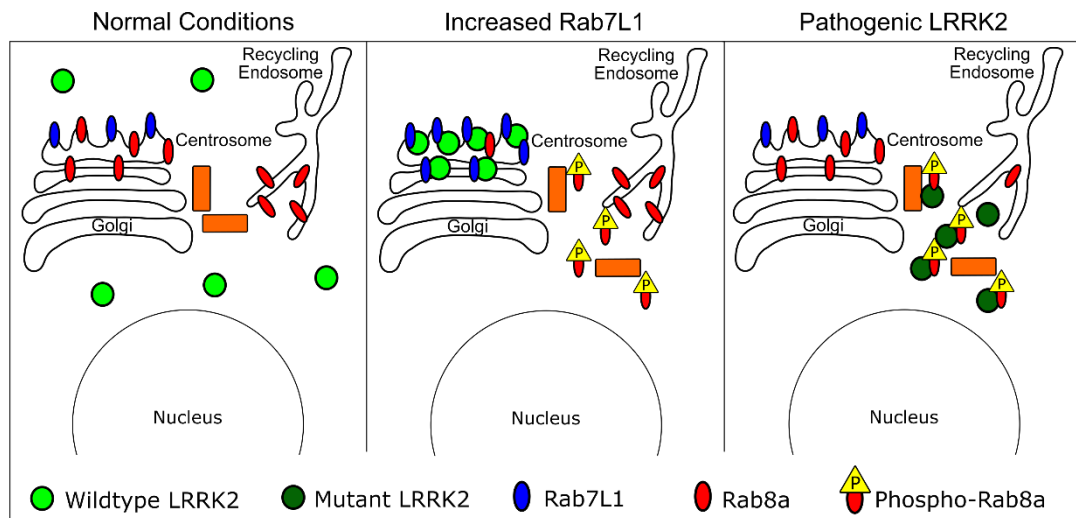 Normal Conditions
Increased Rab7L1
Pathogenic LRRK2
Recycling
Endosome
Centrosome
Golgi
Nucleus
Recycling
Endosome
Centrosome
P
P
P
P
Golgi
Nucleus
Recycling
Endosome
Centrosome
P
P
P
P
Golgi
Nucleus
Wildtype LRRK2
Mutant LRRK2
Rab7L1
Rab8a
P
Phospho-Rab8a